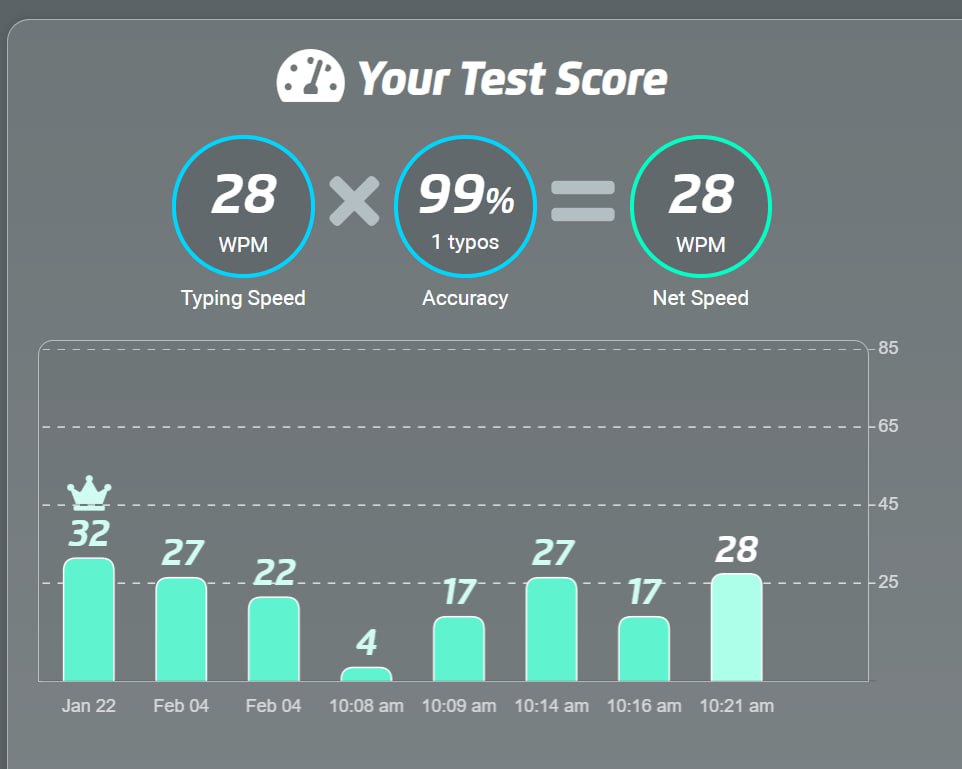 Your Test Score
28 99% 28
WPM 1 typos WPM
Typing Speed Accuracy Net Speed
85
65
45
32 27 22 4 17 27 17 28
25
Jan 22 Feb 04 Feb 04 10:08 am 10:09 am 10:14 am 10:16 am 10:21 am